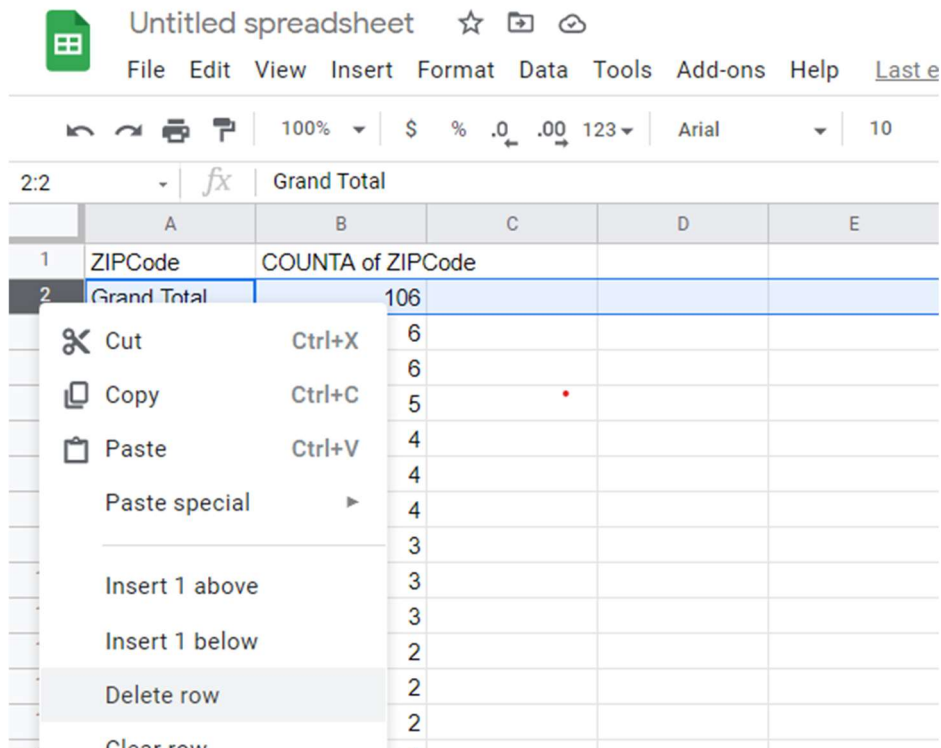 Untitled spreadsheet
File Edit View Insert Format Data Tools Add-ons Help Last e
100% $ % .0 .00 123 Arial 10
2:2 fx Grand Total
A B C D E
1 ZIPCode COUNTA of ZIPCode
2 Grand Total 106
6
Cut Ctrl+X
6
Copy Ctrl+C
5
4
Paste Ctrl+V
4
Paste special
4
3
Insert 1 above
3
3
Insert 1 below
2
Delete row
2
2
Clear row